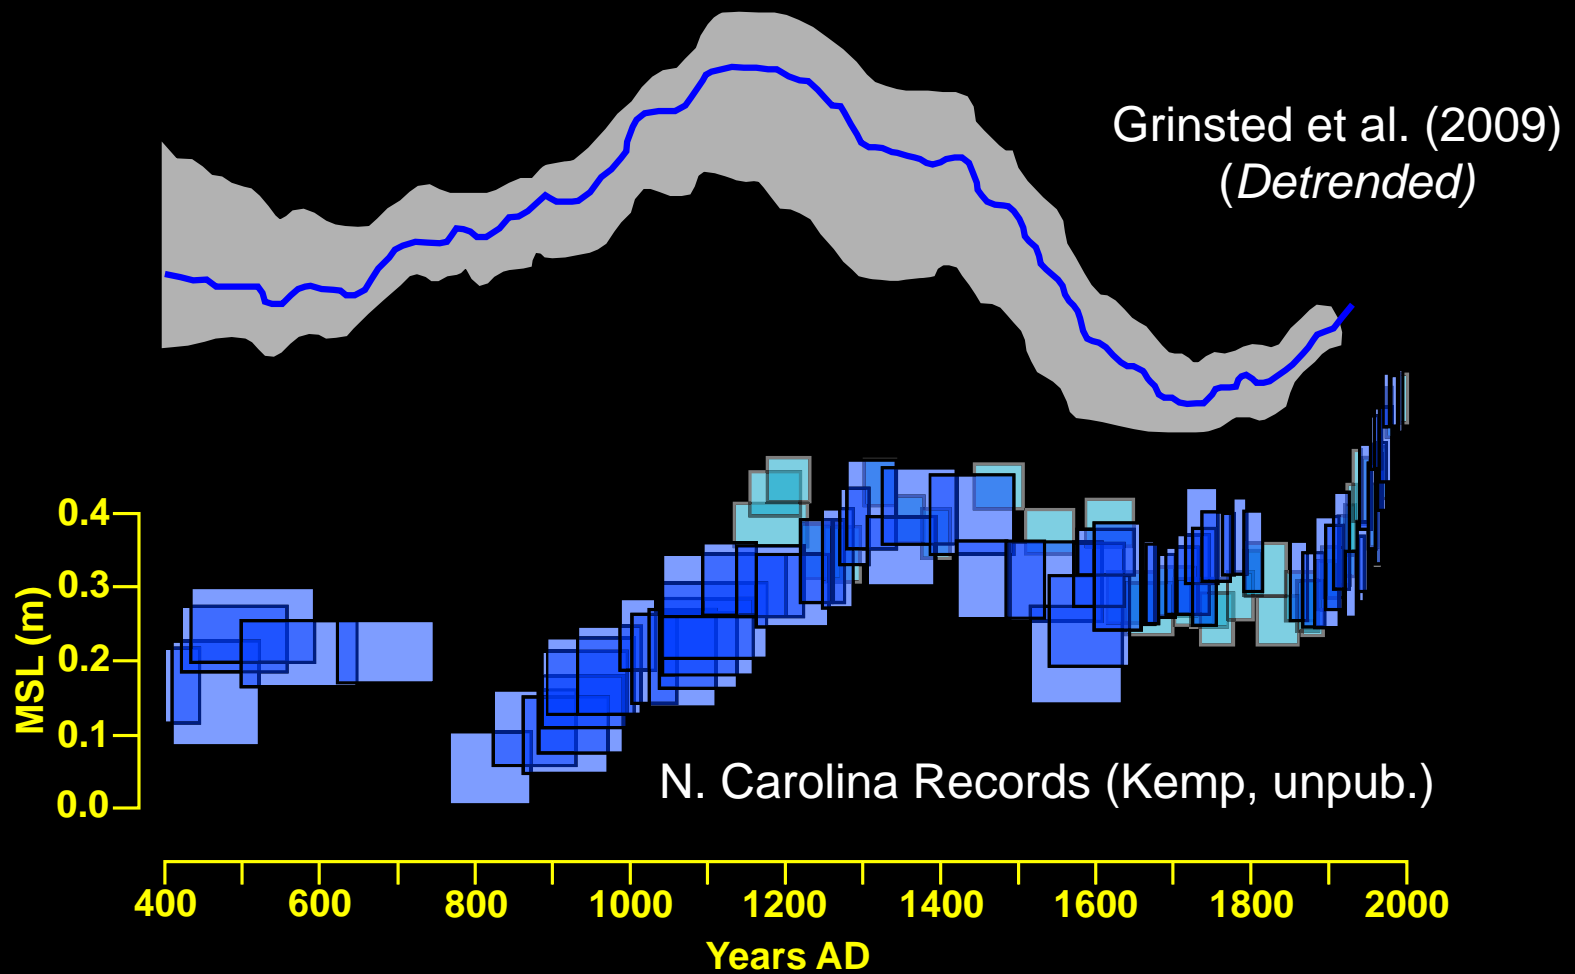 Grinsted et al. (2009)
(Detrended)
MSL (m)
0.4
0.3
0.2
0.1
0.0
N. Carolina Records (Kemp, unpub.)
400 600 800 1000 1200 1400 1600 1800 2000
Years AD